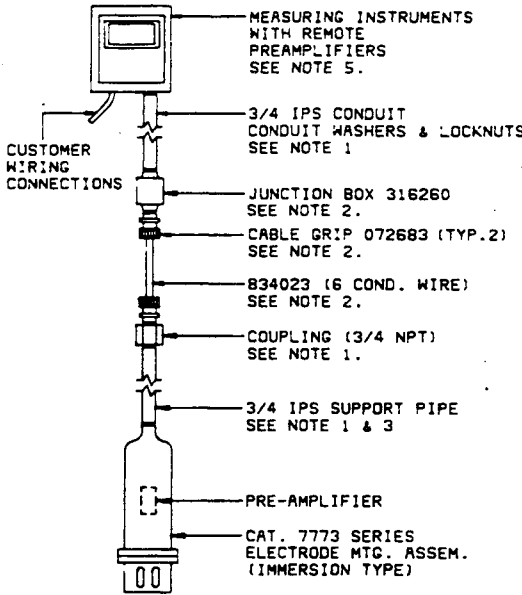 MEASURING INSTRUMENTS
WITH REMOTE
PREAMPLIFIERS
SEE NOTE 5.
3/4 IPS CONDUIT
CONDUIT WASHERS & LOCKNUTS
SEE NOTE 1
CUSTOMER
WIRING
CONNECTIONS
JUNCTION BOX 316260
SEE NOTE 2.
CABLE GRIP 072683 (TYP.2)
SEE NOTE 2.
834023 (6 COND. WIRE)
SEE NOTE 2.
COUPLING (3/4 NPT)
SEE NOTE 1.
3/4 IPS SUPPORT PIPE
SEE NOTE 1 & 3
PRE-AMPLIFIER
CAT. 7773 SERIES
ELECTRODE MTG. ASSEM.
(IMMERSION TYPE)